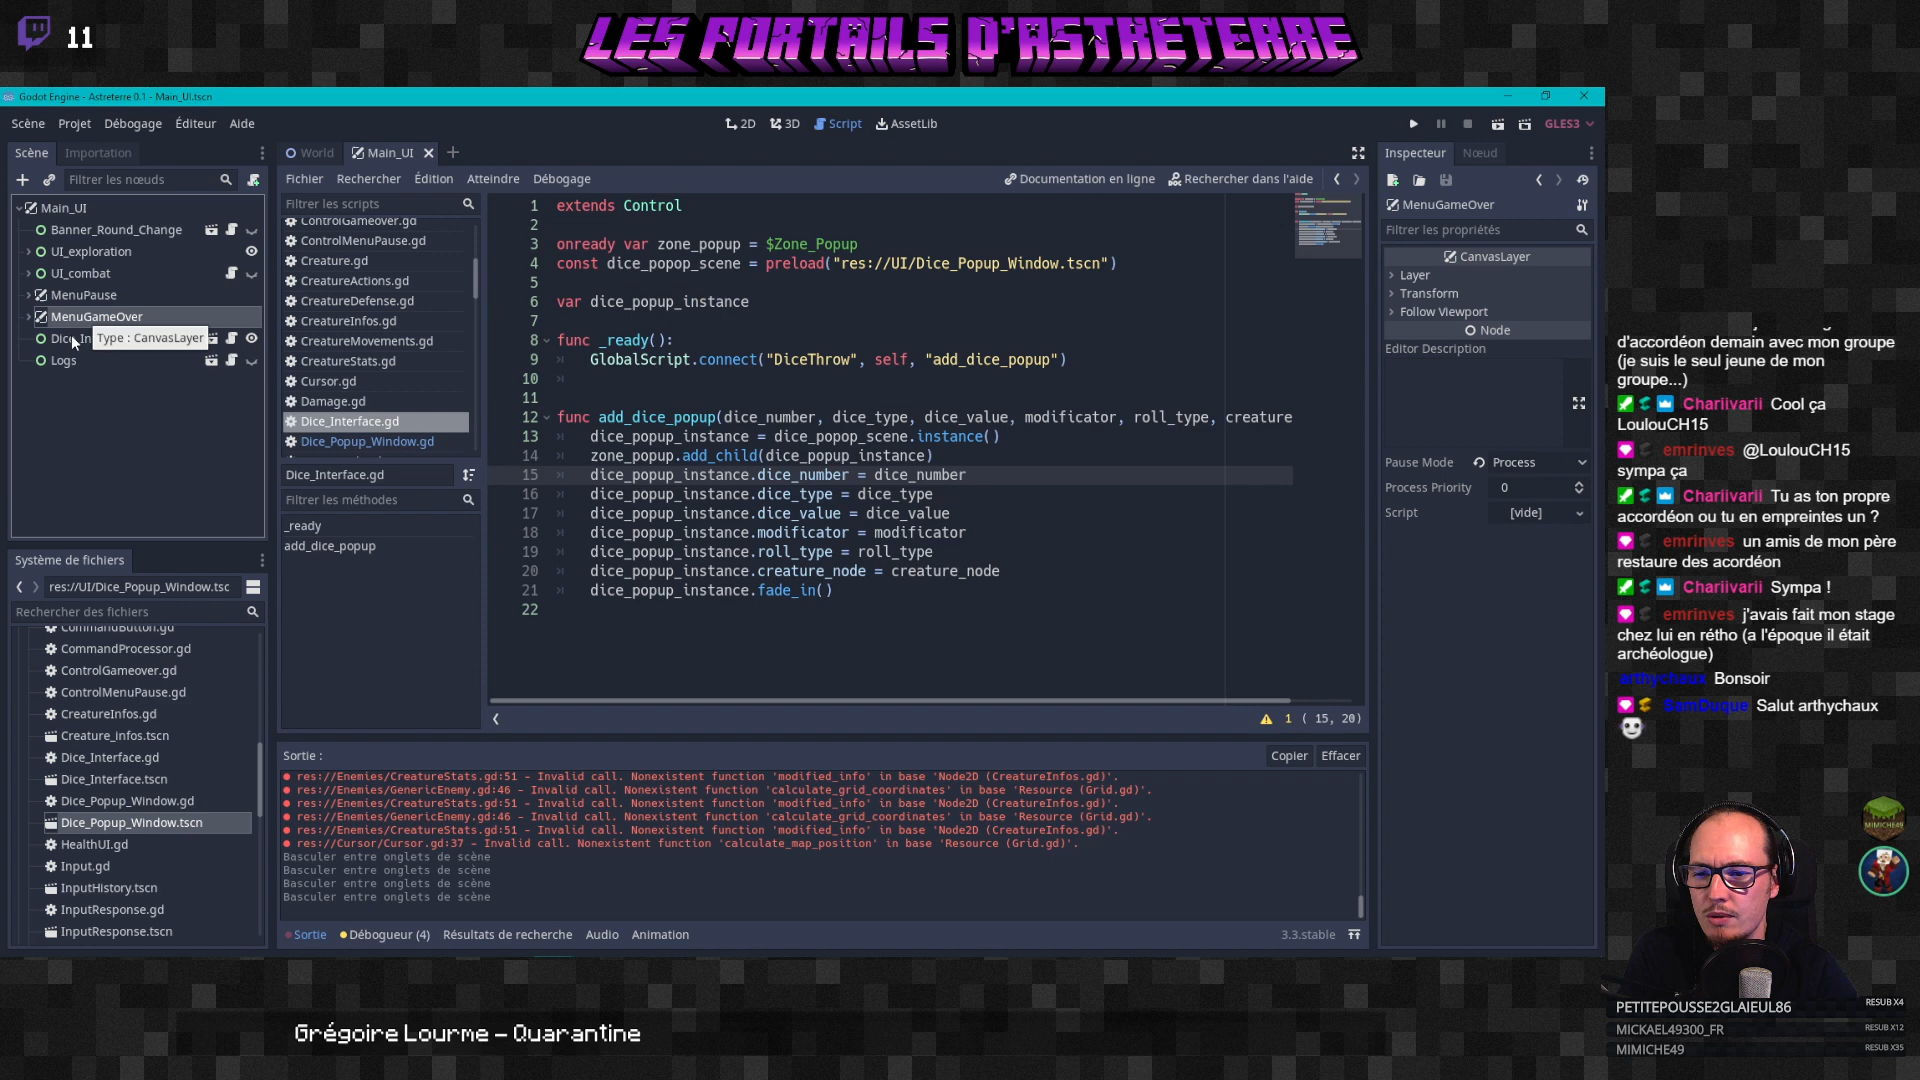 11
LES PORTAILS D'ASTRÉTERRE
Godot Engine - Astreterre 0.1 - Main_UI.tscn
Scène Projet Débogage Éditeur Aide
2D 3D Script AssetLib
GLES3
Scène Importation
World Main_UI
Inspecteur Nœud
Filtrer les nœuds
Fichier Rechercher Édition Atteindre Débogage
Documentation en ligne Rechercher dans l'aide
Main_UI
Banner_Round_Change
UI_exploration
UI_combat
MenuPause
MenuGameOver
Dice_In
Type : CanvasLayer
Logs
Filtrer les scripts
ControlGameover.gd
ControlMenuPause.gd
Creature.gd
CreatureActions.gd
CreatureDefense.gd
CreatureInfos.gd
CreatureMovements.gd
CreatureStats.gd
Cursor.gd
Damage.gd
Dice_Interface.gd
Dice_Popup_Window.gd
Dice_Interface.gd
Filtrer les méthodes
_ready
add_dice_popup
1 extends Control
2
3 onready var zone_popup = $Zone_Popup
4 const dice_popop_scene = preload("res://UI/Dice_Popup_Window.tscn")
5
6 var dice_popup_instance
7
8 func _ready():
9 GlobalScript.connect("DiceThrow", self, "add_dice_popup")
10
11
12 func add_dice_popup(dice_number, dice_type, dice_value, modificator, roll_type, creature
13 dice_popup_instance = dice_popop_scene.instance()
14 zone_popup.add_child(dice_popup_instance)
15 dice_popup_instance.dice_number = dice_number
16 dice_popup_instance.dice_type = dice_type
17 dice_popup_instance.dice_value = dice_value
18 dice_popup_instance.modificator = modificator
19 dice_popup_instance.roll_type = roll_type
20 dice_popup_instance.creature_node = creature_node
21 dice_popup_instance.fade_in()
22
1 ( 15, 20)
MenuGameOver
Filtrer les propriétés
CanvasLayer
Layer
Transform
Follow Viewport
Node
Editor Description
Pause Mode Process
Process Priority 0
Script [vide]
Système de fichiers
res://UI/Dice_Popup_Window.tsc
Rechercher des fichiers
CommandButton.gd
CommandProcessor.gd
ControlGameover.gd
ControlMenuPause.gd
CreatureInfos.gd
Creature_infos.tscn
Dice_Interface.gd
Dice_Interface.tscn
Dice_Popup_Window.gd
Dice_Popup_Window.tscn
HealthUI.gd
Input.gd
InputHistory.tscn
InputResponse.gd
InputResponse.tscn
Sortie :
Copier Effacer
res://Enemies/CreatureStats.gd:51 - Invalid call. Nonexistent function 'modified_info' in base 'Node2D (CreatureInfos.gd)'.
res://Enemies/GenericEnemy.gd:46 - Invalid call. Nonexistent function 'calculate_grid_coordinates' in base 'Resource (Grid.gd)'.
res://Enemies/CreatureStats.gd:51 - Invalid call. Nonexistent function 'modified_info' in base 'Node2D (CreatureInfos.gd)'.
res://Enemies/GenericEnemy.gd:46 - Invalid call. Nonexistent function 'calculate_grid_coordinates' in base 'Resource (Grid.gd)'.
res://Enemies/CreatureStats.gd:51 - Invalid call. Nonexistent function 'modified_info' in base 'Node2D (CreatureInfos.gd)'.
res://Cursor/Cursor.gd:37 - Invalid call. Nonexistent function 'calculate_map_position' in base 'Resource (Grid.gd)'.
Basculer entre onglets de scène
Basculer entre onglets de scène
Basculer entre onglets de scène
Basculer entre onglets de scène
Sortie Débogueur (4) Résultats de recherche Audio Animation
3.3.stable
d'accordéon demain avec mon groupe
(je suis le seul jeune de mon
groupe...)
Chariivarii Cool ça
LoulouCH15
emrinves @LoulouCH15
sympa ça
Chariivarii Tu as ton propre
accordéon ou tu en empreintes un ?
emrinves un amis de mon père
restaure des acordéon
Chariivarii Sympa !
emrinves j'avais fait mon stage
chez lui en rétho (a l'époque il était
archéologue)
arthychaux Bonsoir
SamDuque Salut arthychaux
MIMICHE49
PETITEPOUSSE2GLAIEUL86 RESUB X4
MICKAEL49300_FR RESUB X12
MIMICHE49 RESUB X35
Grégoire Lourme – Quarantine